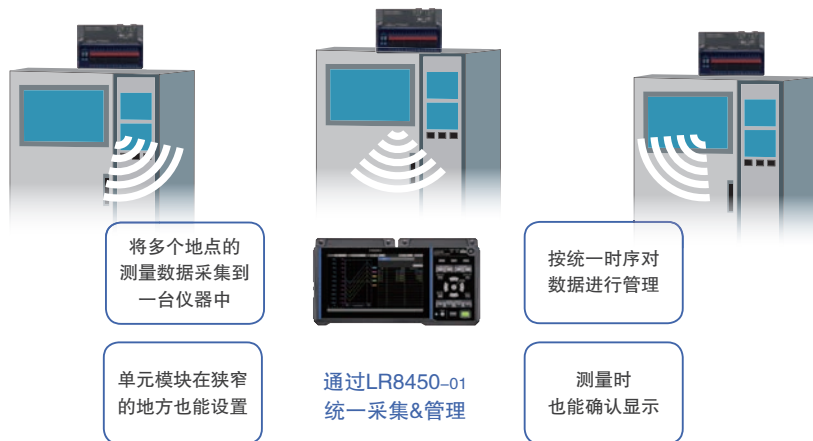 将多个地点的
测量数据采集到
一台仪器中
单元模块在狭窄
的地方也能设置
通过LR8450-01
统一采集&管理
按统一时序对
数据进行管理
测量时
也能确认显示